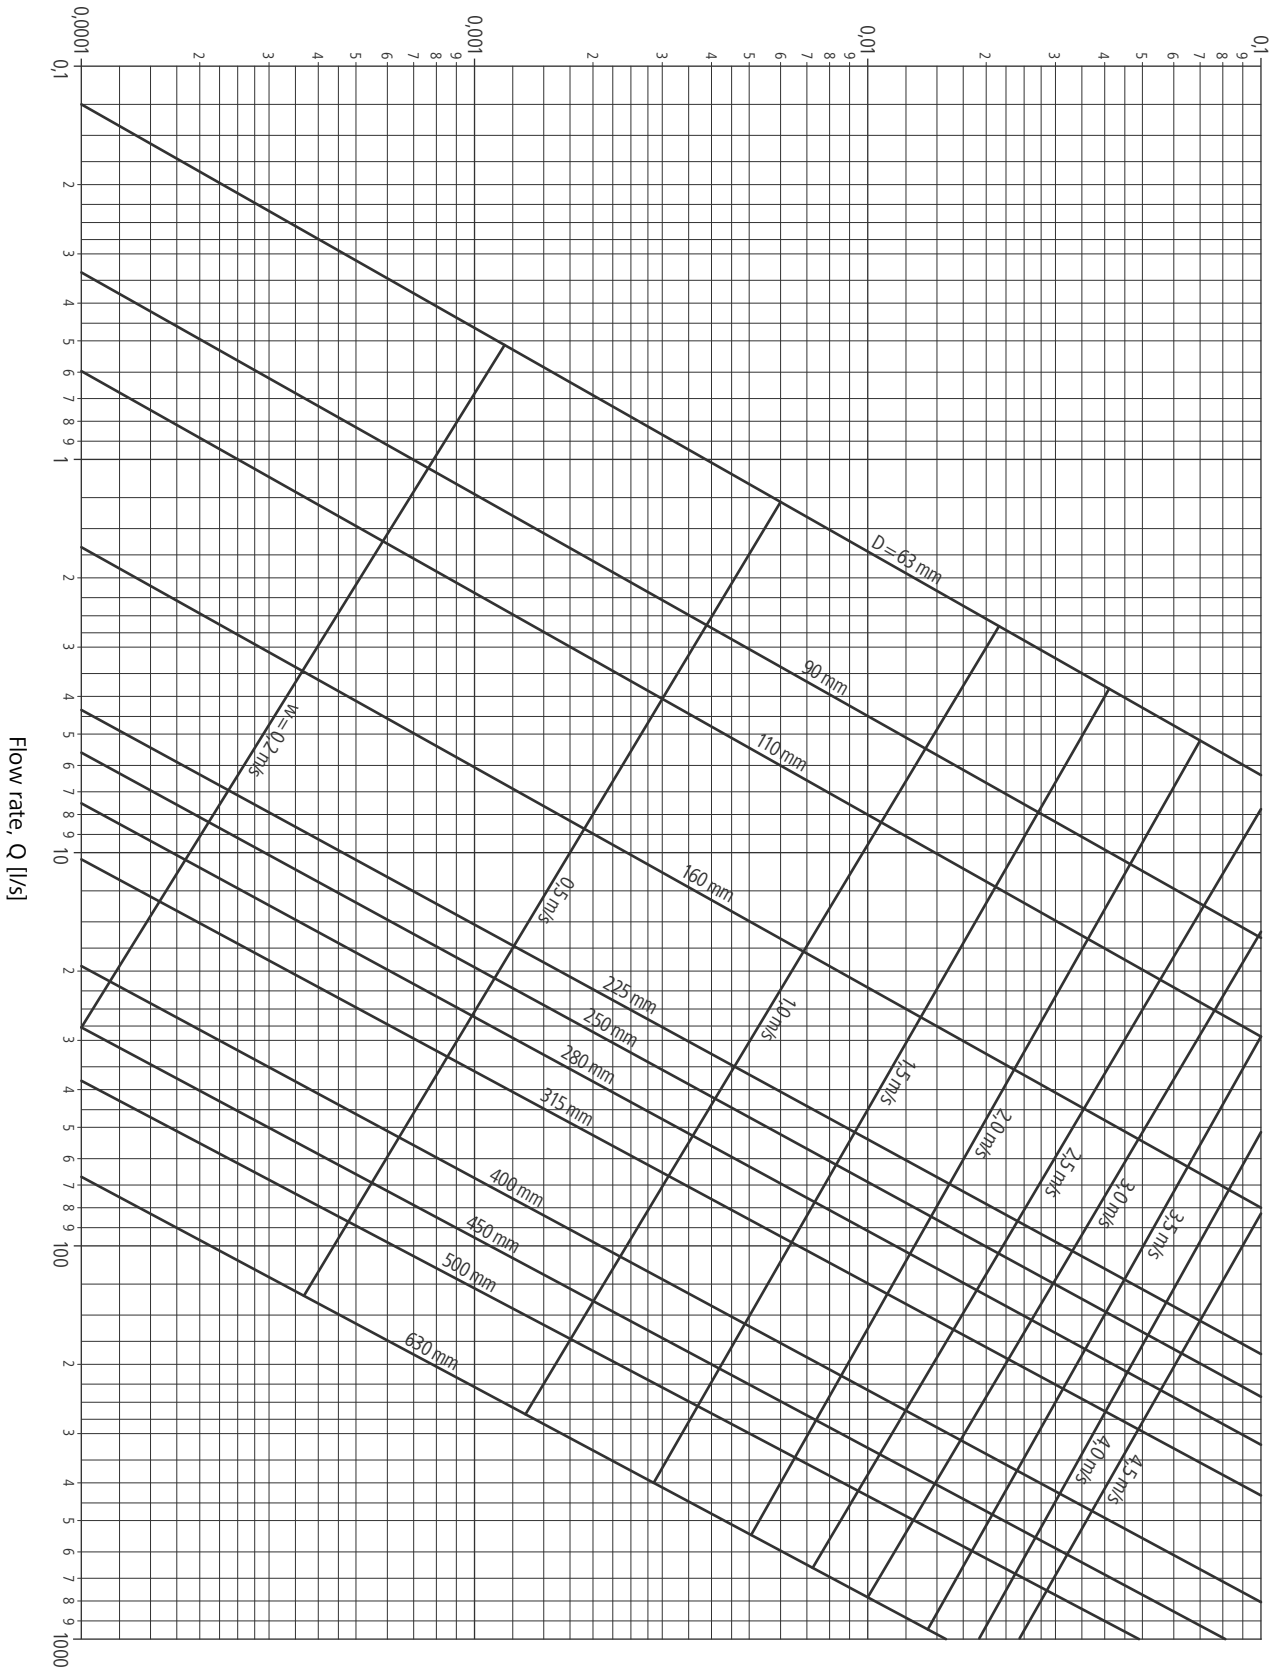 0,0001 2 3 4 5 6 7 8 9 0,001 2 3 4 5 6 7 8 9 0,01 2 3 4 5 6 7 8 9 0,1
0,1 2 3 4 5 6 7 8 9 1 2 3 4 5 6 7 8 9 10 2 3 4 5 6 7 8 9 100 2 3 4 5 6 7 8 9 1000
Flow rate, Q [l/s]
D = 63 mm
90 mm
110 mm
160 mm
225 mm
250 mm
280 mm
315 mm
400 mm
450 mm
500 mm
630 mm
w = 0,2 m/s
0,5 m/s
1,0 m/s
1,5 m/s
2,0 m/s
2,5 m/s
3,0 m/s
3,5 m/s
4,0 m/s
4,5 m/s